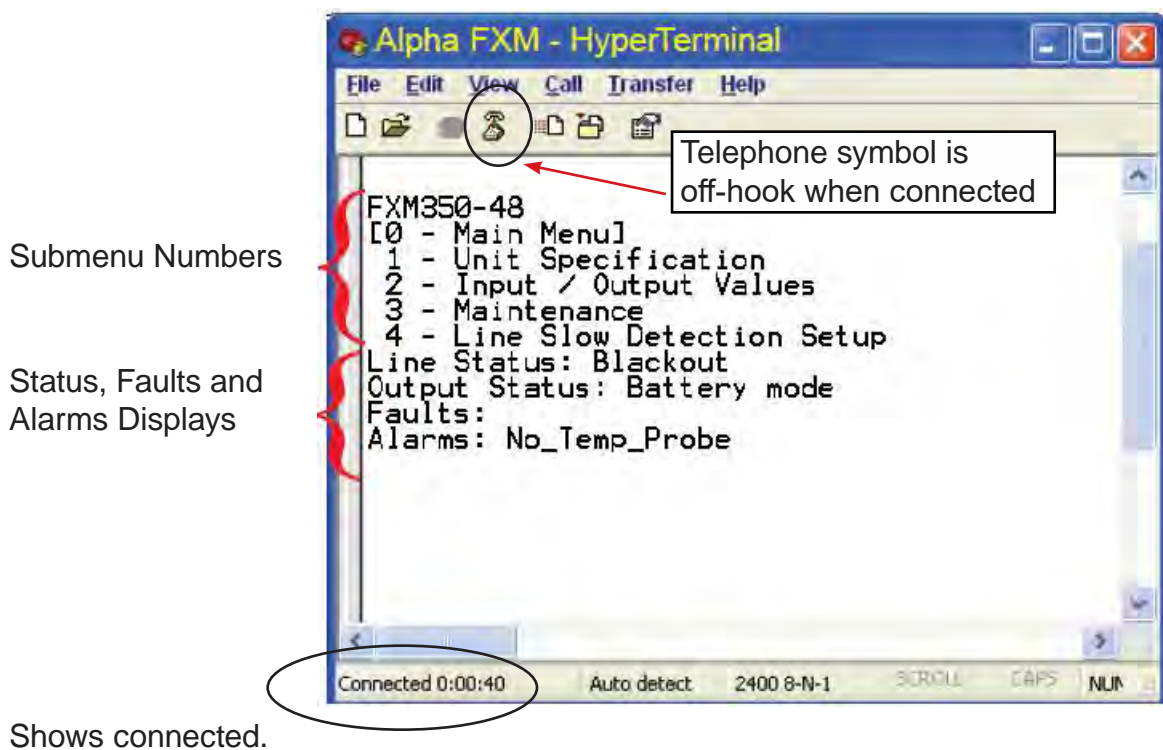 Alpha FXM - HyperTerminal
File Edit View Call Transfer Help
Telephone symbol is
off-hook when connected
FXM350-48
[0 - Main Menu]
1 - Unit Specification
2 - Input / Output Values
3 - Maintenance
4 - Line Slow Detection Setup
Submenu Numbers
Line Status: Blackout
Output Status: Battery mode
Faults:
Alarms: No_Temp_Probe
Status, Faults and
Alarms Displays
Connected 0:00:40 Auto detect 2400 8-N-1 SCROLL CAPS NUM
Shows connected.